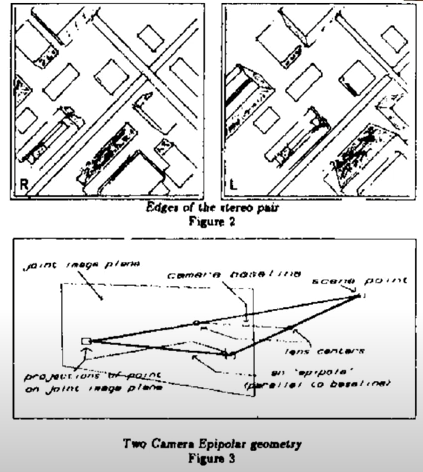 R
L
Edges of the stereo pair
Figure 2
joint image plane
camera baseline
scene point
lens centers
projections of point
on joint image plane
an 'epipole'
(parallel to baseline)
Two Camera Epipolar geometry
Figure 3